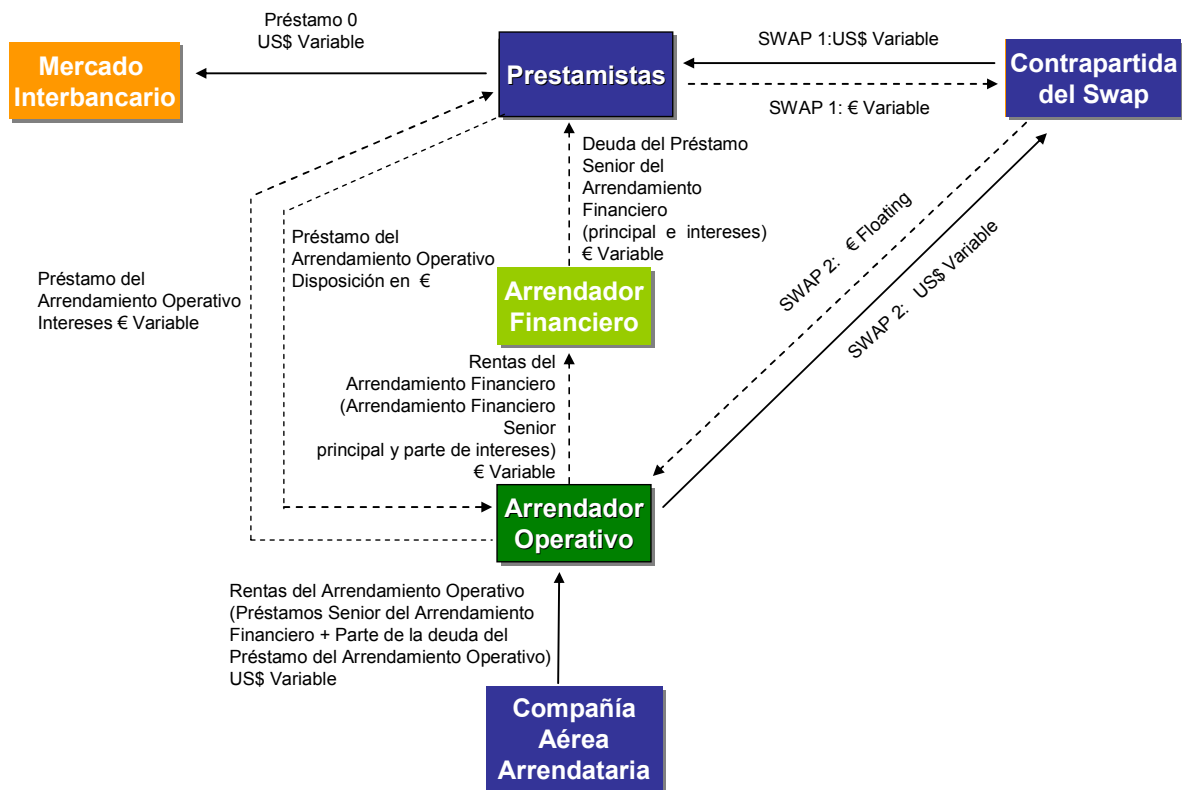 Préstamo 0
US$ Variable
Mercado
Interbancario
Prestamistas
SWAP 1:US$ Variable
SWAP 1: € Variable
Contrapartida
del Swap
Deuda del Préstamo
Senior del
Arrendamiento
Financiero
(principal e intereses)
€ Variable
Préstamo del
Arrendamiento Operativo
Disposición en €
Préstamo del
Arrendamiento Operativo
Intereses € Variable
SWAP 2: € Floating
SWAP 2: US$ Variable
Arrendador
Financiero
Rentas del
Arrendamiento Financiero
(Arrendamiento Financiero
Senior
principal y parte de intereses)
€ Variable
Arrendador
Operativo
Rentas del Arrendamiento Operativo
(Préstamos Senior del Arrendamiento
Financiero + Parte de la deuda del
Préstamo del Arrendamiento Operativo)
US$ Variable
Compañía
Aérea
Arrendataria